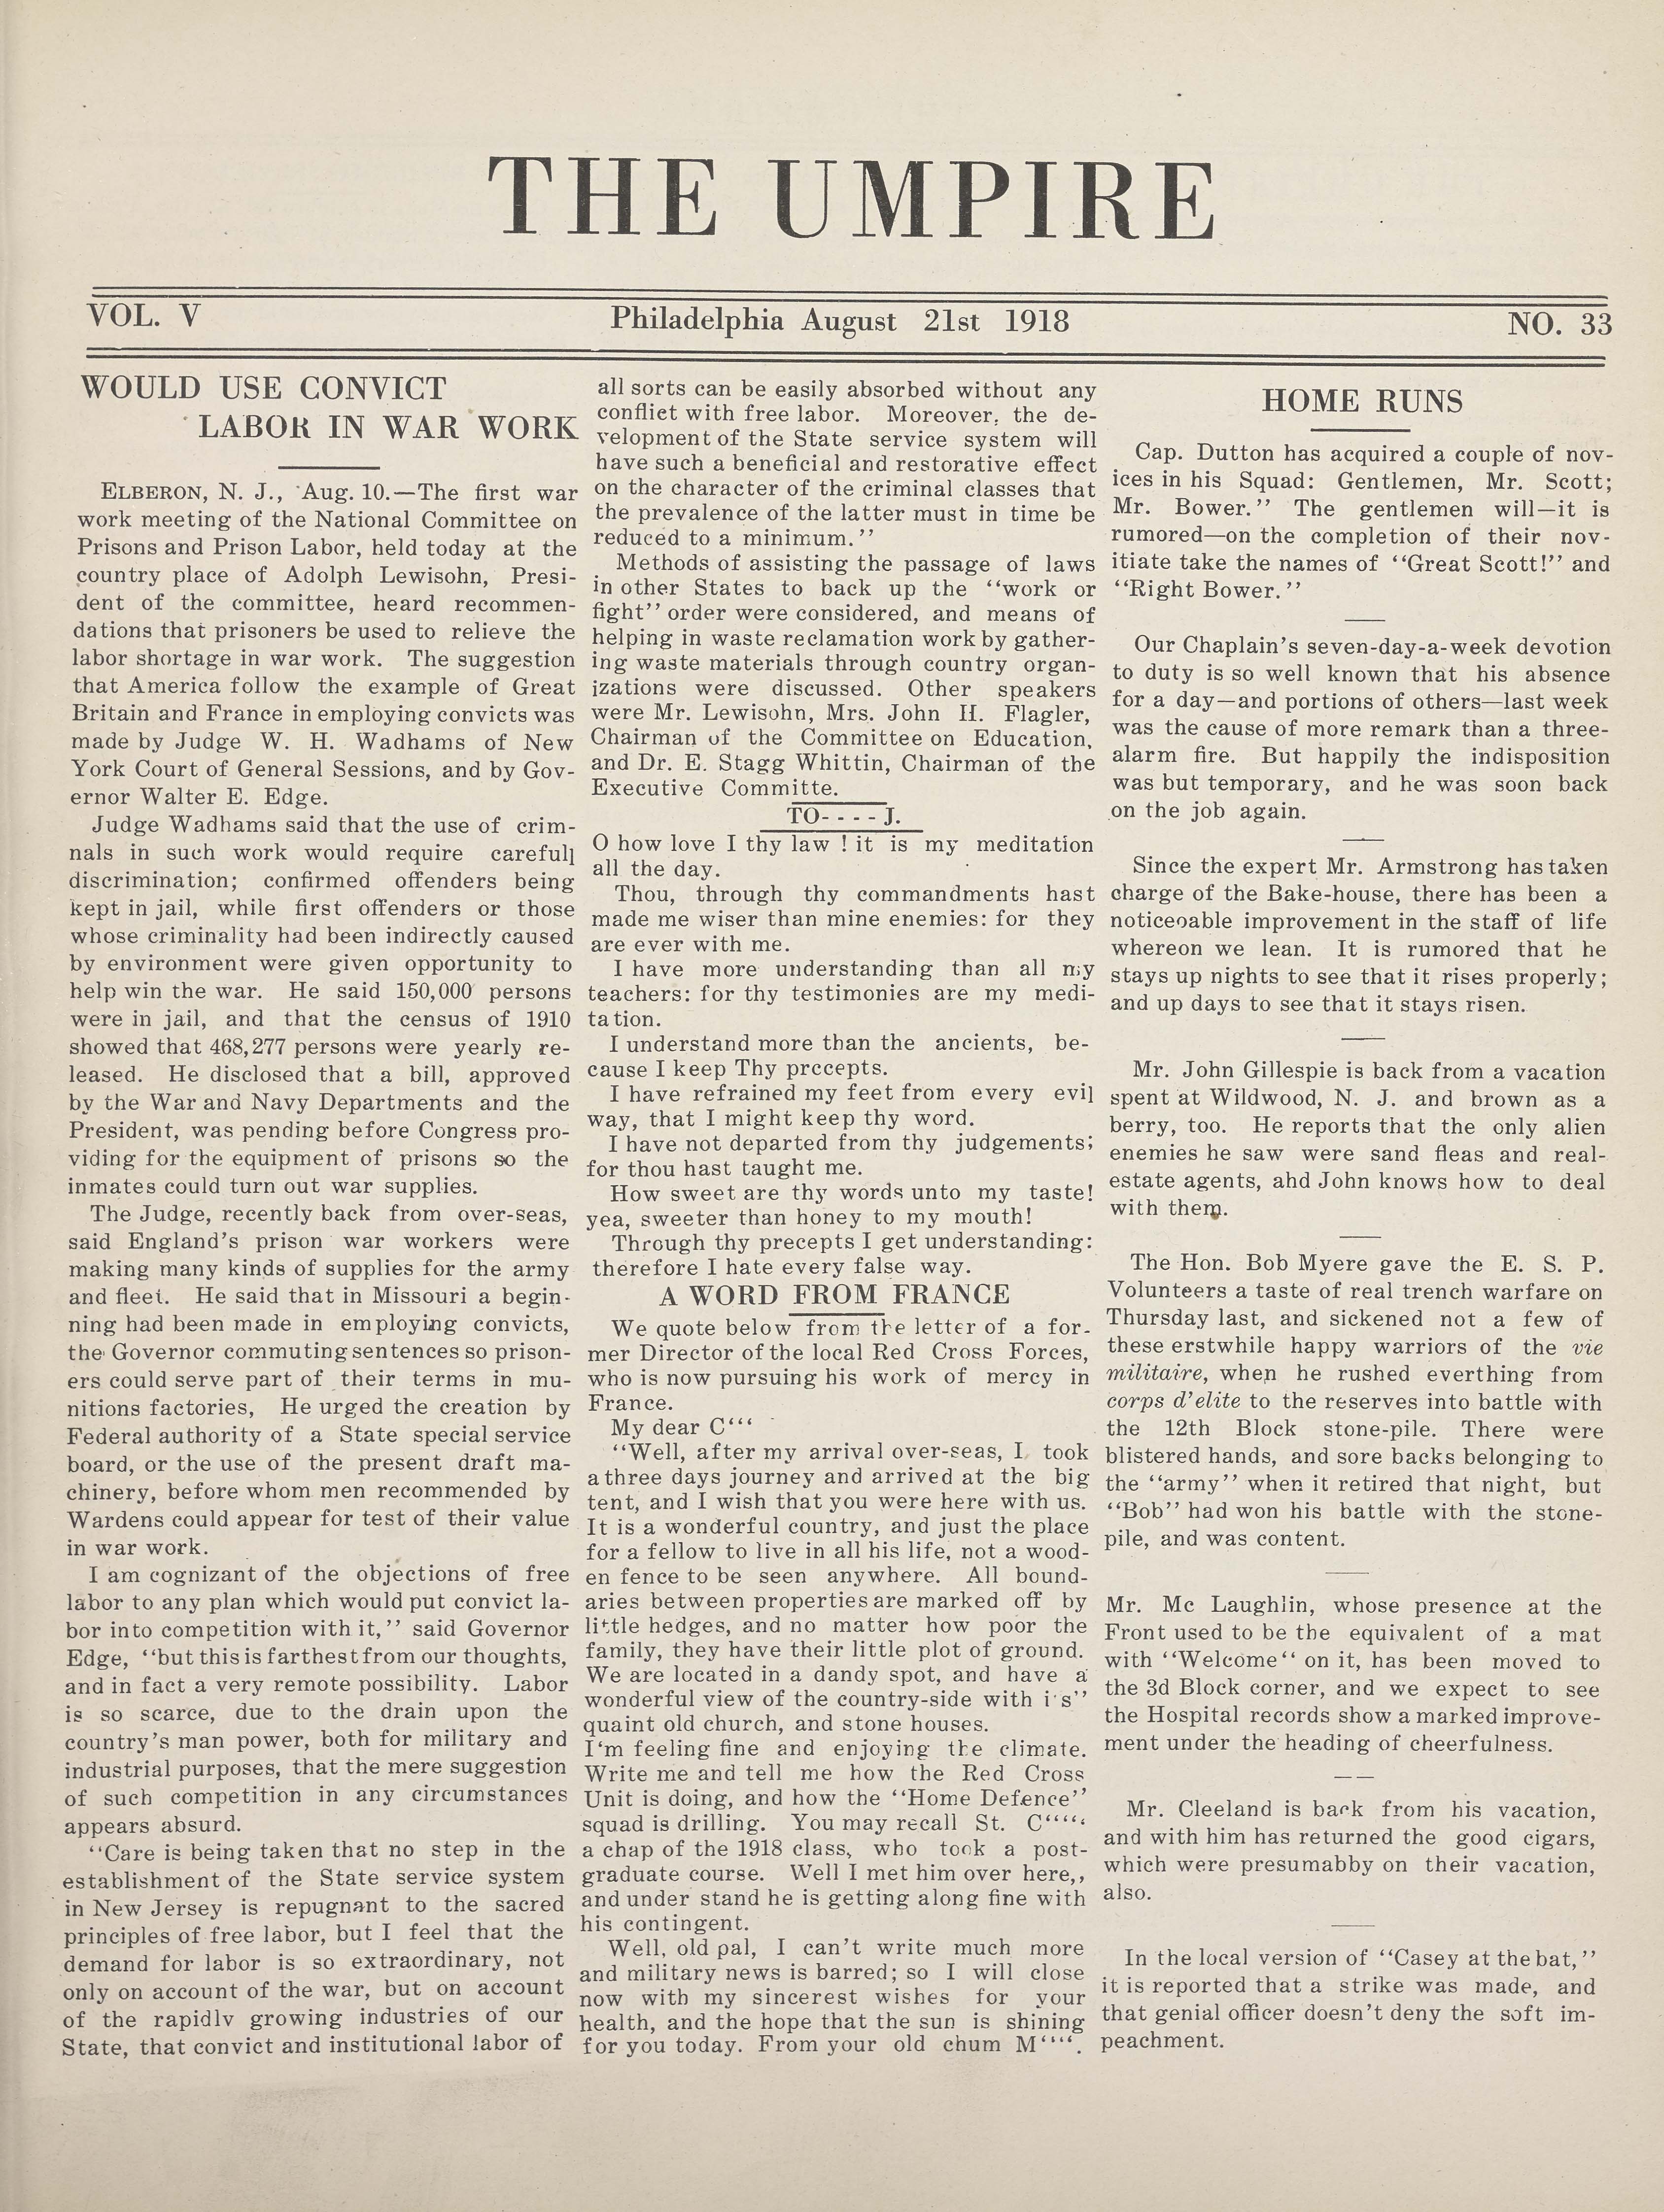 THE UMPIRE
VOL. V
Philadelphia August 21st 1918
NO. 33
WOULD USE CONVICT
LABOR IN WAR WORK
ELBERON, N. J., Aug. 10.—The first war
work meeting of the National Committee on
Prisons and Prison Labor, held today at the
country place of Adolph Lewisohn, Presi-
dent of the committee, heard recommen-
dations that prisoners be used to relieve the
labor shortage in war work. The suggestion
that America follow the example of Great
Britain and France in employing convicts was
made by Judge W. H. Wadhams of New
York Court of General Sessions, and by Gov-
ernor Walter E. Edge.
Judge Wadhams said that the use of crim-
nals in such work would require carefull
discrimination; confirmed offenders being
kept in jail, while first offenders or those
whose criminality had been indirectly caused
by environment were given opportunity to
help win the war. He said 150,000 persons
were in jail, and that the census of 1910
showed that 468,277 persons were yearly re-
leased. He disclosed that a bill, approved
by the War and Navy Departments and the
President, was pending before Congress pro-
viding for the equipment of prisons so the
inmates could turn out war supplies.
The Judge, recently back from over-seas,
said England's prison war workers were
making many kinds of supplies for the army
and fleet. He said that in Missouri a begin-
ning had been made in employing convicts,
the Governor commuting sentences so prison-
ers could serve part of their terms in mu-
nitions factories, He urged the creation by
Federal authority of a State special service
board, or the use of the present draft ma-
chinery, before whom men recommended by
Wardens could appear for test of their value
in war work.
I am cognizant of the objections of free
labor to any plan which would put convict la-
bor into competition with it,'' said Governor
Edge, ‘‘but this is farthest from our thoughts,
and in fact a very remote possibility. Labor
is so scarce, due to the drain upon the
country's man power, both for military and
industrial purposes, that the mere suggestion
of such competition in any circumstances
appears absurd.
‘‘Care is being taken that no step in the
establishment of the State service system
in New Jersey is repugnant to the sacred
principles of free labor, but I feel that the
demand for labor is so extraordinary, not
only on account of the war, but on account
of the rapidly growing industries of our
State, that convict and institutional labor of
all sorts can be easily absorbed without any
conflict with free labor. Moreover, the de-
velopment of the State service system will
have such a beneficial and restorative effect
on the character of the criminal classes that
the prevalence of the latter must in time be
reduced to a minimum.''
Methods of assisting the passage of laws
in other States to back up the ‘‘work or
fight'' order were considered, and means of
helping in waste reclamation work by gather-
ing waste materials through country organ-
izations were discussed. Other speakers
were Mr. Lewisohn, Mrs. John H. Flagler,
Chairman of the Committee on Education,
and Dr. E. Stagg Whittin, Chairman of the
Executive Committe.
TO- - - - J.
O how love I thy law ! it is my meditation
all the day.
Thou, through thy commandments hast
made me wiser than mine enemies: for they
are ever with me.
I have more understanding than all my
teachers: for thy testimonies are my medi-
tation.
I understand more than the ancients, be-
cause I keep Thy prccepts.
I have refrained my feet from every evil
way, that I might keep thy word.
I have not departed from thy judgements;
for thou hast taught me.
How sweet are thy words unto my taste!
yea, sweeter than honey to my mouth!
Through thy precepts I get understanding:
therefore I hate every false way.
A WORD FROM FRANCE
We quote below from the letter of a for-
mer Director of the local Red Cross Forces,
who is now pursuing his work of mercy in
France.
My dear C‘‘‘
‘‘Well, after my arrival over-seas, I took
a three days journey and arrived at the big
tent, and I wish that you were here with us.
It is a wonderful country, and just the place
for a fellow to live in all his life, not a wood-
en fence to be seen anywhere. All bound-
aries between properties are marked off by
little hedges, and no matter how poor the
family, they have their little plot of ground.
We are located in a dandy spot, and have a
wonderful view of the country-side with i's''
quaint old church, and stone houses.
I‘m feeling fine and enjoying the climate.
Write me and tell me how the Red Cross
Unit is doing, and how the ‘‘Home Defence''
squad is drilling. You may recall St. C‘‘‘‘‘
a chap of the 1918 class, who took a post-
graduate course. Well I met him over here,,
and under stand he is getting along fine with
his contingent.
Well, old pal, I can't write much more
and military news is barred; so I will close
now with my sincerest wishes for your
health, and the hope that the sun is shining
for you today. From your old chum M‘‘‘‘.
HOME RUNS
Cap. Dutton has acquired a couple of nov-
ices in his Squad: Gentlemen, Mr. Scott;
Mr. Bower.'' The gentlemen will—it is
rumored—on the completion of their nov-
itiate take the names of ‘‘Great Scott!'' and
‘‘Right Bower.''
Our Chaplain's seven-day-a-week devotion
to duty is so well known that his absence
for a day—and portions of others—last week
was the cause of more remark than a three-
alarm fire. But happily the indisposition
was but temporary, and he was soon back
on the job again.
Since the expert Mr. Armstrong has taken
charge of the Bake-house, there has been a
noticeoable improvement in the staff of life
whereon we lean. It is rumored that he
stays up nights to see that it rises properly;
and up days to see that it stays risen.
Mr. John Gillespie is back from a vacation
spent at Wildwood, N. J. and brown as a
berry, too. He reports that the only alien
enemies he saw were sand fleas and real-
estate agents, ahd John knows how to deal
with them.
The Hon. Bob Myere gave the E. S. P.
Volunteers a taste of real trench warfare on
Thursday last, and sickened not a few of
these erstwhile happy warriors of the vie
militaire, when he rushed everthing from
corps d'elite to the reserves into battle with
the 12th Block stone-pile. There were
blistered hands, and sore backs belonging to
the ‘‘army'' when it retired that night, but
‘‘Bob'' had won his battle with the stone-
pile, and was content.
Mr. Mc Laughlin, whose presence at the
Front used to be the equivalent of a mat
with ‘‘Welcome‘‘ on it, has been moved to
the 3d Block corner, and we expect to see
the Hospital records show a marked improve-
ment under the heading of cheerfulness.
Mr. Cleeland is back from his vacation,
and with him has returned the good cigars,
which were presumabby on their vacation,
also.
In the local version of ‘‘Casey at the bat,''
it is reported that a strike was made, and
that genial officer doesn't deny the soft im-
peachment.